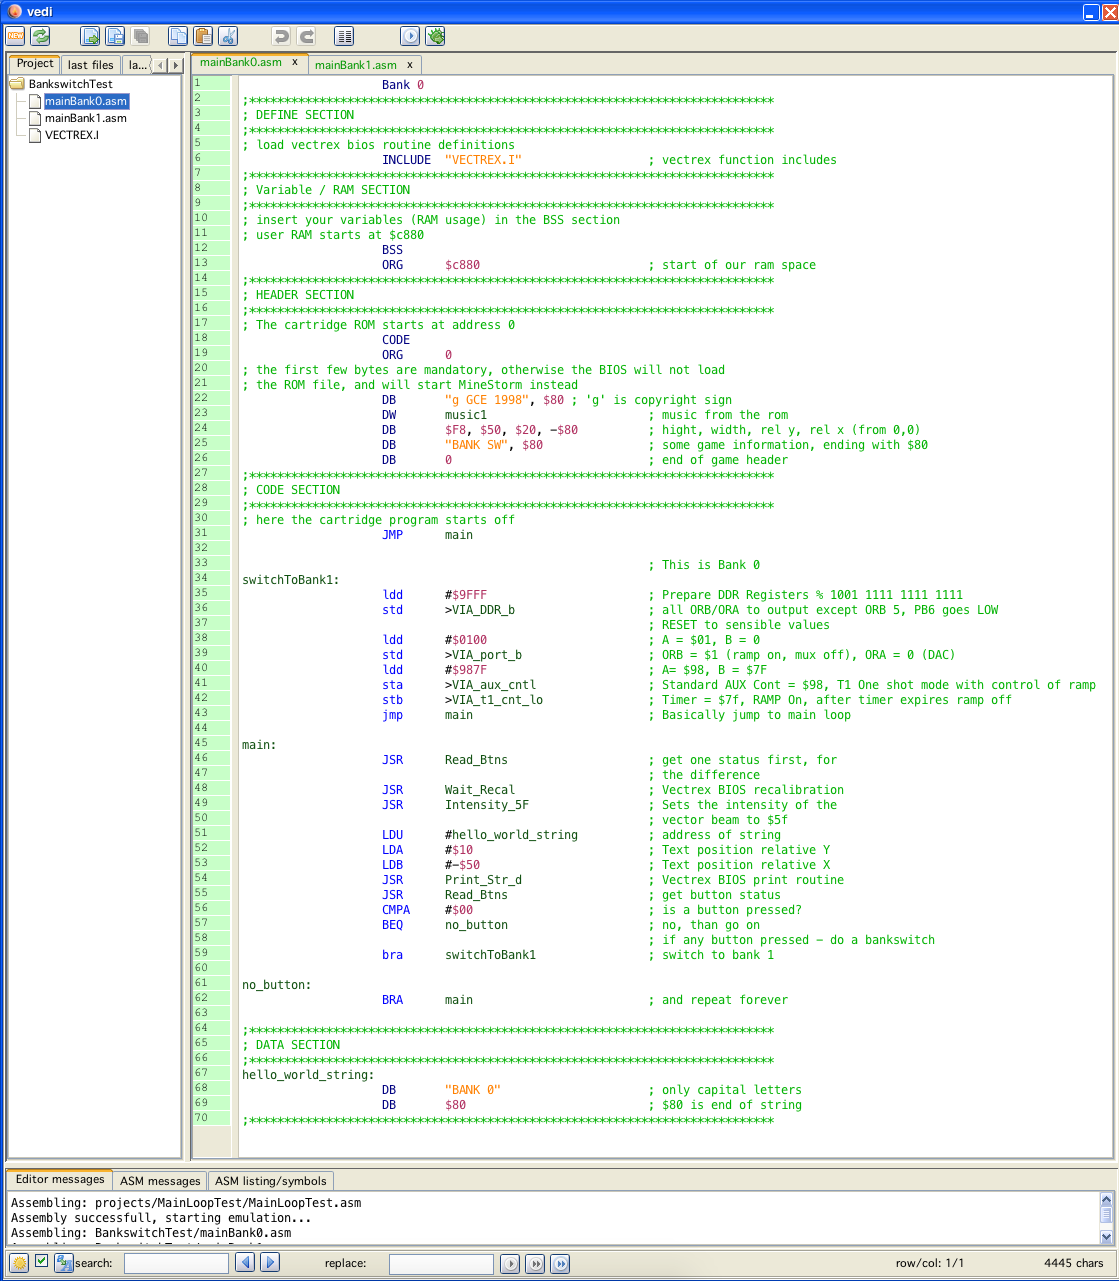 vedi
NEW
Project
last files
la...
BankswitchTest
mainBank0.asm
mainBank1.asm
VECTREX.I
mainBank0.asm x
mainBank1.asm x
1 Bank 0
2 ;***************************************************************************
3 ; DEFINE SECTION
4 ;***************************************************************************
5 ; load vectrex bios routine definitions
6 INCLUDE "VECTREX.I" ; vectrex function includes
7 ;***************************************************************************
8 ; Variable / RAM SECTION
9 ;***************************************************************************
10 ; insert your variables (RAM usage) in the BSS section
11 ; user RAM starts at $c880
12 BSS
13 ORG $c880 ; start of our ram space
14 ;***************************************************************************
15 ; HEADER SECTION
16 ;***************************************************************************
17 ; The cartridge ROM starts at address 0
18 CODE
19 ORG 0
20 ; the first few bytes are mandatory, otherwise the BIOS will not load
21 ; the ROM file, and will start MineStorm instead
22 DB "g GCE 1998", $80 ; 'g' is copyright sign
23 DW music1 ; music from the rom
24 DB $F8, $50, $20, -$80 ; hight, width, rel y, rel x (from 0,0)
25 DB "BANK SW", $80 ; some game information, ending with $80
26 DB 0 ; end of game header
27 ;***************************************************************************
28 ; CODE SECTION
29 ;***************************************************************************
30 ; here the cartridge program starts off
31 JMP main
32
33 ; This is Bank 0
34 switchToBank1:
35 ldd #$9FFF ; Prepare DDR Registers % 1001 1111 1111 1111
36 std >VIA_DDR_b ; all ORB/ORA to output except ORB 5, PB6 goes LOW
37 ; RESET to sensible values
38 ldd #$0100 ; A = $01, B = 0
39 std >VIA_port_b ; ORB = $1 (ramp on, mux off), ORA = 0 (DAC)
40 ldd #$987F ; A= $98, B = $7F
41 sta >VIA_aux_cntl ; Standard AUX Cont = $98, T1 One shot mode with control of ramp
42 stb >VIA_t1_cnt_lo ; Timer = $7f, RAMP On, after timer expires ramp off
43 jmp main ; Basically jump to main loop
44
45 main:
46 JSR Read_Btns ; get one status first, for
47 ; the difference
48 JSR Wait_Recal ; Vectrex BIOS recalibration
49 JSR Intensity_5F ; Sets the intensity of the
50 ; vector beam to $5f
51 LDU #hello_world_string ; address of string
52 LDA #$10 ; Text position relative Y
53 LDB #-$50 ; Text position relative X
54 JSR Print_Str_d ; Vectrex BIOS print routine
55 JSR Read_Btns ; get button status
56 CMPA #$00 ; is a button pressed?
57 BEQ no_button ; no, than go on
58 ; if any button pressed - do a bankswitch
59 bra switchToBank1 ; switch to bank 1
60
61 no_button:
62 BRA main ; and repeat forever
63
64 ;***************************************************************************
65 ; DATA SECTION
66 ;***************************************************************************
67 hello_world_string:
68 DB "BANK 0" ; only capital letters
69 DB $80 ; $80 is end of string
70 ;***************************************************************************
Editor messages
ASM messages
ASM listing/symbols
Assembling: projects/MainLoopTest/MainLoopTest.asm
Assembly successfull, starting emulation...
Assembling: BankswitchTest/mainBank0.asm
search:
replace:
row/col: 1/1
4445 chars